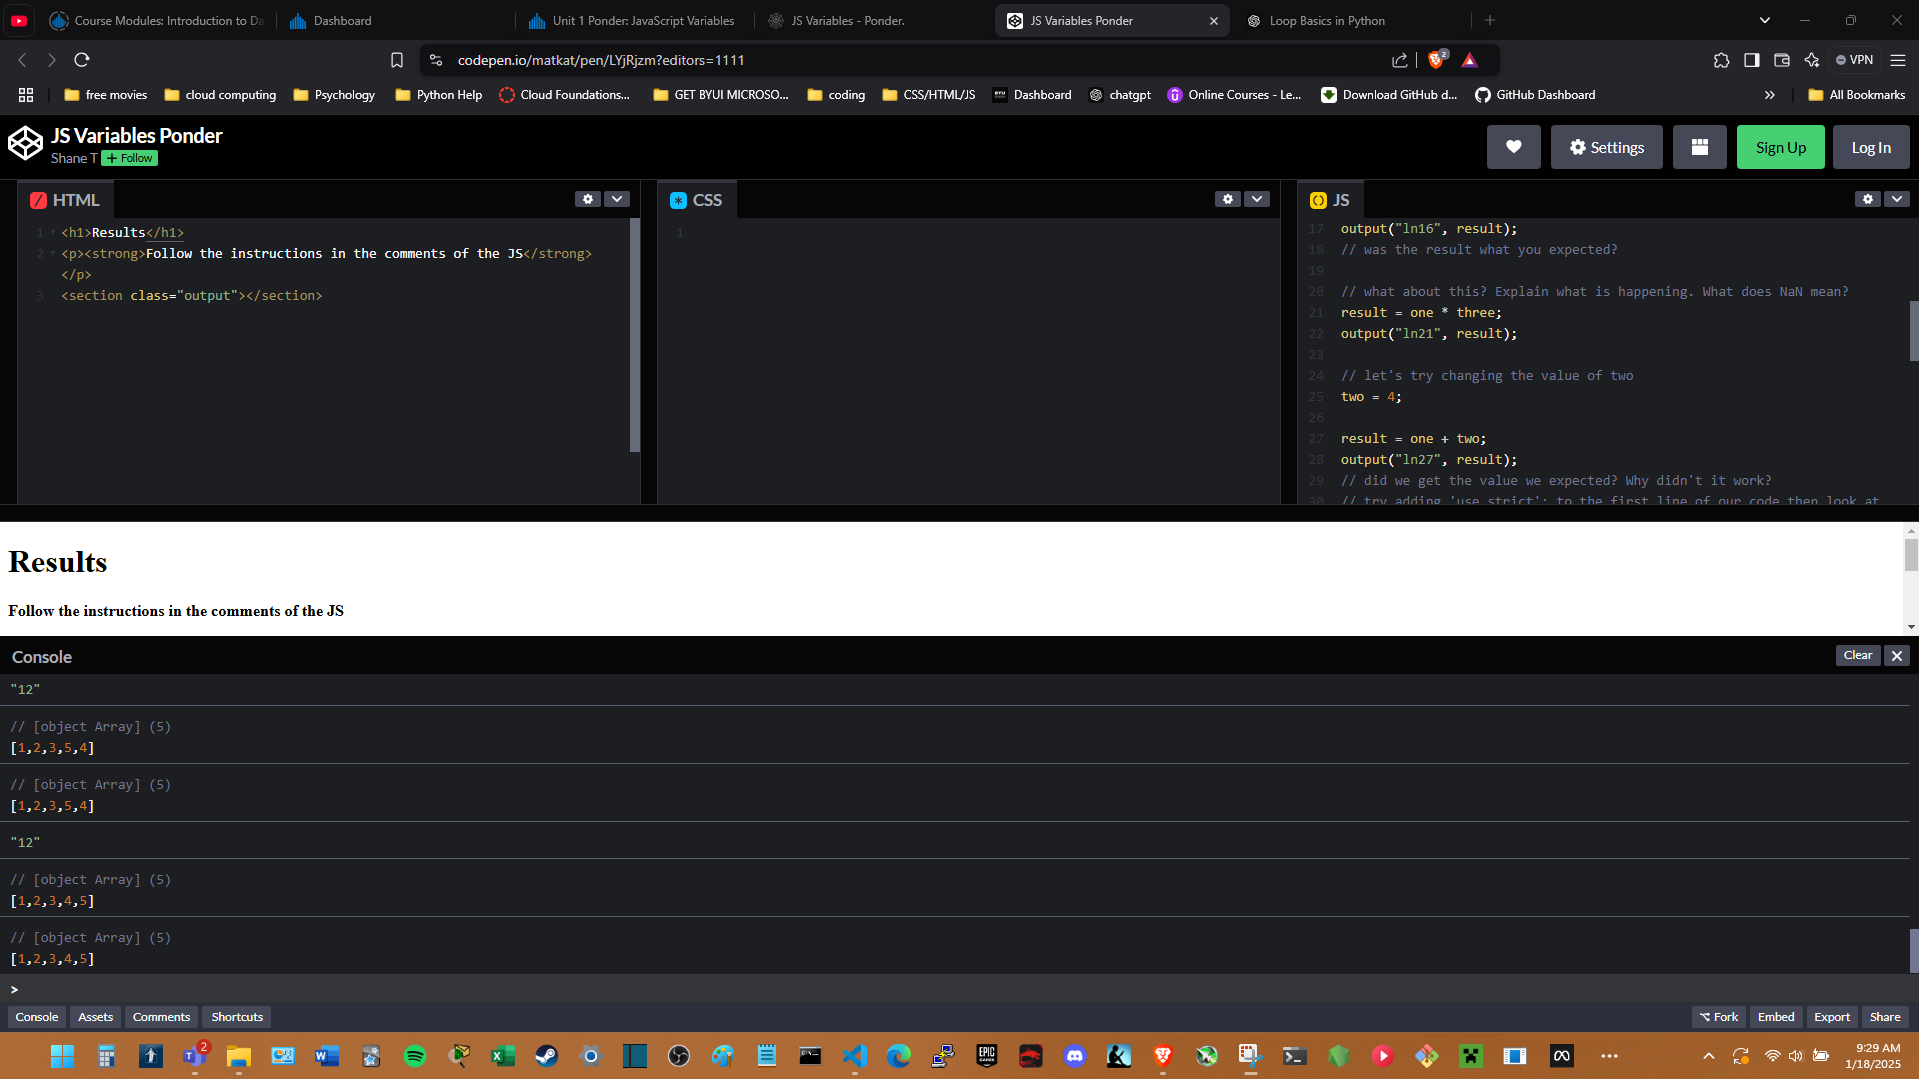 Course Modules: Introduction to Da
Dashboard
Unit 1 Ponder: JavaScript Variables
JS Variables - Ponder.
JS Variables Ponder
Loop Basics in Python
codepen.io/matkat/pen/LYjRjzm?editors=1111
2
VPN
free movies
cloud computing
Psychology
Python Help
Cloud Foundations...
GET BYUI MICROSO...
coding
CSS/HTML/JS
Dashboard
chatgpt
Online Courses - Le...
Download GitHub d...
GitHub Dashboard
»
All Bookmarks
JS Variables Ponder
Shane T + Follow
Settings
Sign Up
Log In
HTML
1 <h1>Results</h1>
2 <p><strong>Follow the instructions in the comments of the JS</strong>
</p>
3 <section class="output"></section>
CSS
1
JS
17 output("ln16", result);
18 // was the result what you expected?
19
20 // what about this? Explain what is happening. What does NaN mean?
21 result = one * three;
22 output("ln21", result);
23
24 // let's try changing the value of two
25 two = 4;
26
27 result = one + two;
28 output("ln27", result);
29 // did we get the value we expected? Why didn't it work?
30 // try adding 'use strict'; to the first line of our code then look at
Results
Follow the instructions in the comments of the JS
Console
Clear
"12"
// [object Array] (5)
[1,2,3,5,4]
// [object Array] (5)
[1,2,3,5,4]
"12"
// [object Array] (5)
[1,2,3,4,5]
// [object Array] (5)
[1,2,3,4,5]
>
Console
Assets
Comments
Shortcuts
Fork
Embed
Export
Share
2
EPIC GAMES
9:29 AM
1/18/2025